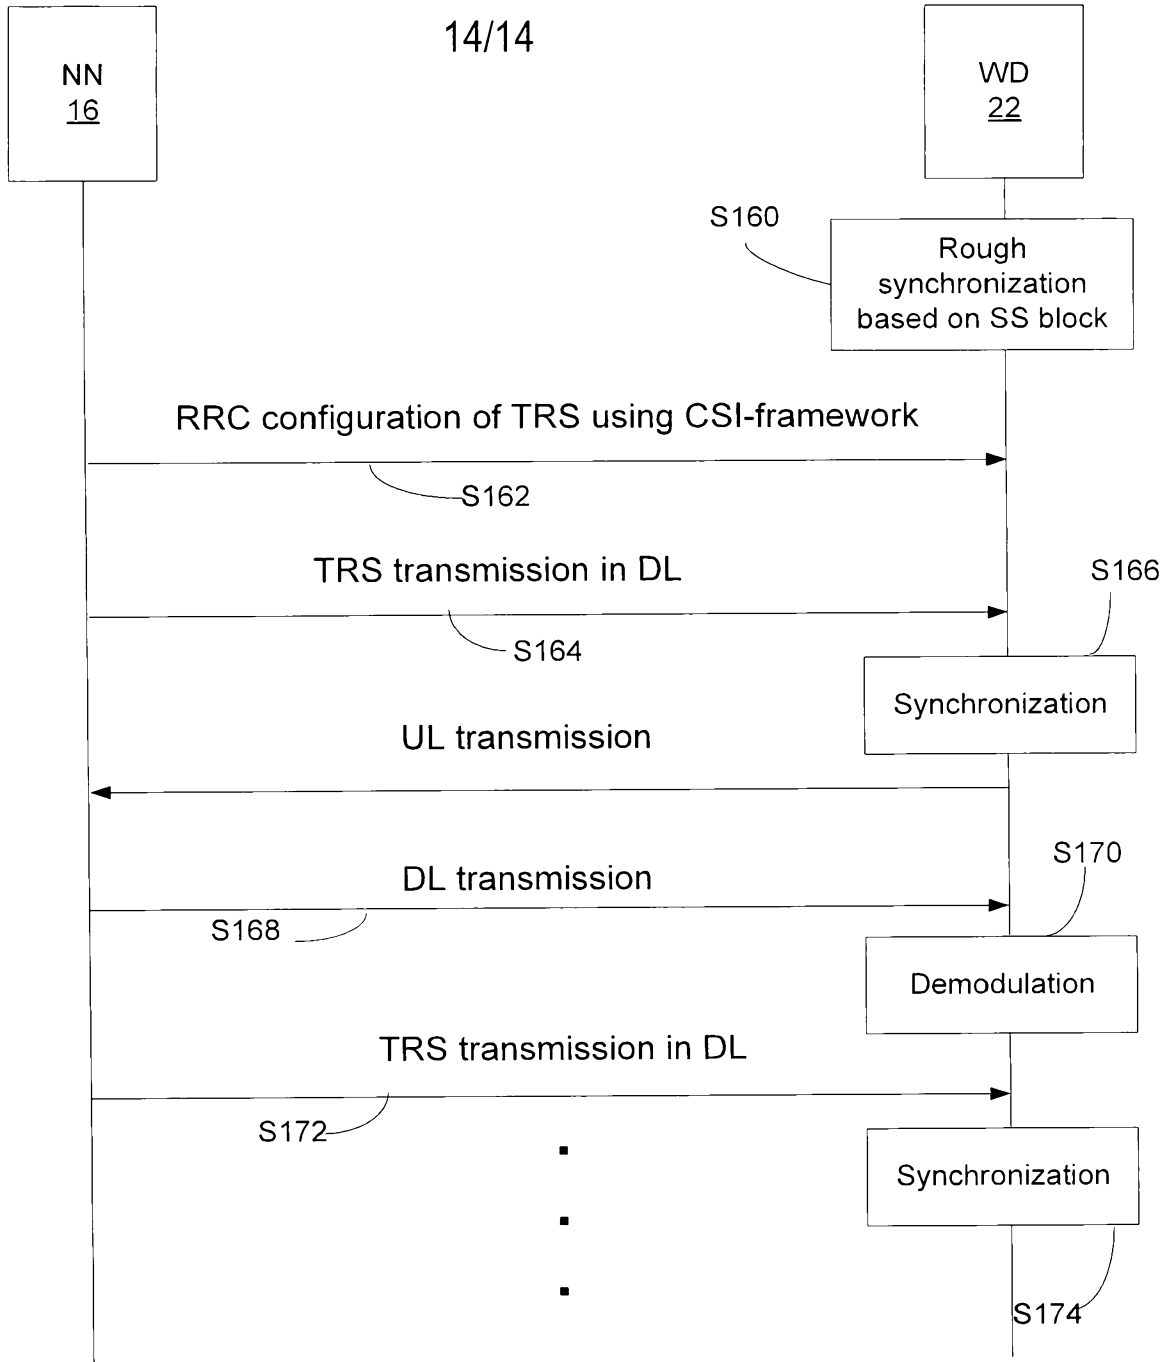 14/14
NN
16
WD
22
S160
Rough
synchronization
based on SS block
RRC configuration of TRS using CSI-framework
S162
TRS transmission in DL
S166
S164
Synchronization
UL transmission
S170
DL transmission
S168
Demodulation
TRS transmission in DL
S172
Synchronization
S174